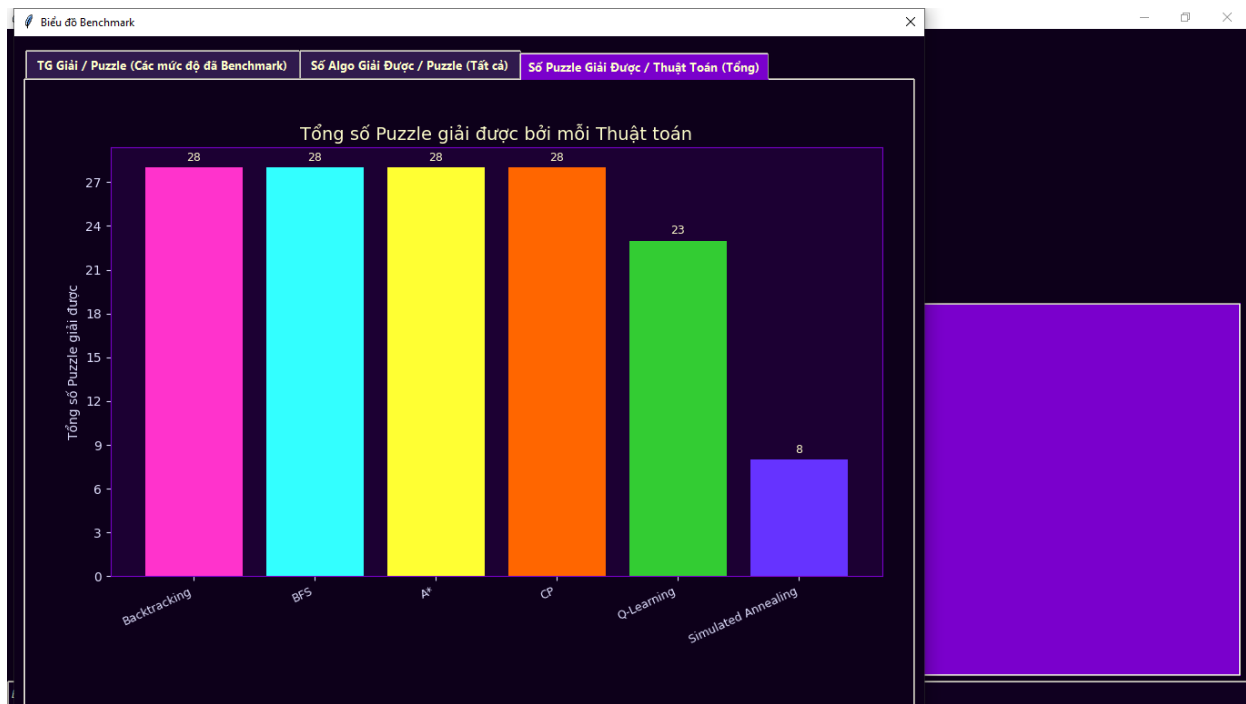 Biểu đồ Benchmark
TG Giải / Puzzle (Các mức độ đã Benchmark)
Số Algo Giải Được / Puzzle (Tất cả)
Số Puzzle Giải Được / Thuật Toán (Tổng)
Tổng số Puzzle giải được bởi mỗi Thuật toán
28
28
28
28
23
8
Tổng số Puzzle giải được
27
24
21
18
15
12
9
6
3
0
Backtracking
BFS
A*
CP
Q-Learning
Simulated Annealing